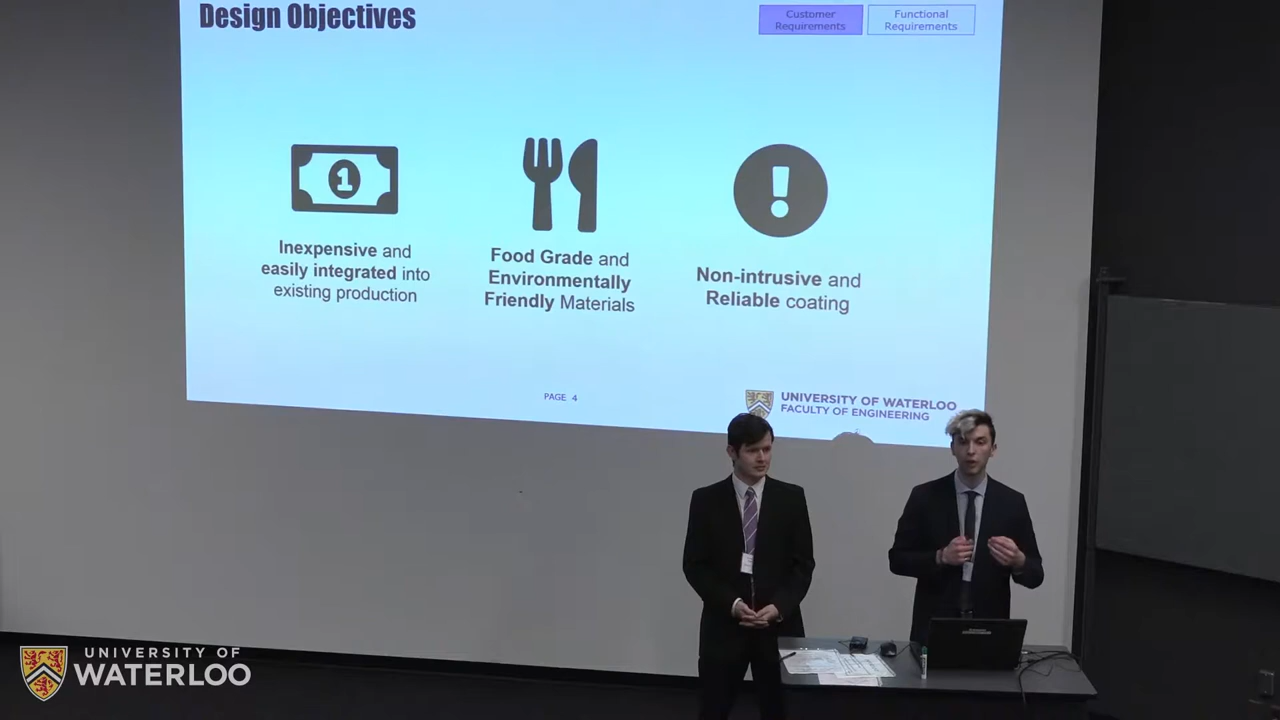 Design Objectives
Customer
Requirements
Functional
Requirements
1
Inexpensive and
easily integrated into
existing production
Food Grade and
Environmentally
Friendly Materials
!
Non-intrusive and
Reliable coating
PAGE 4
UNIVERSITY OF WATERLOO
FACULTY OF ENGINEERING
UNIVERSITY OF
WATERLOO